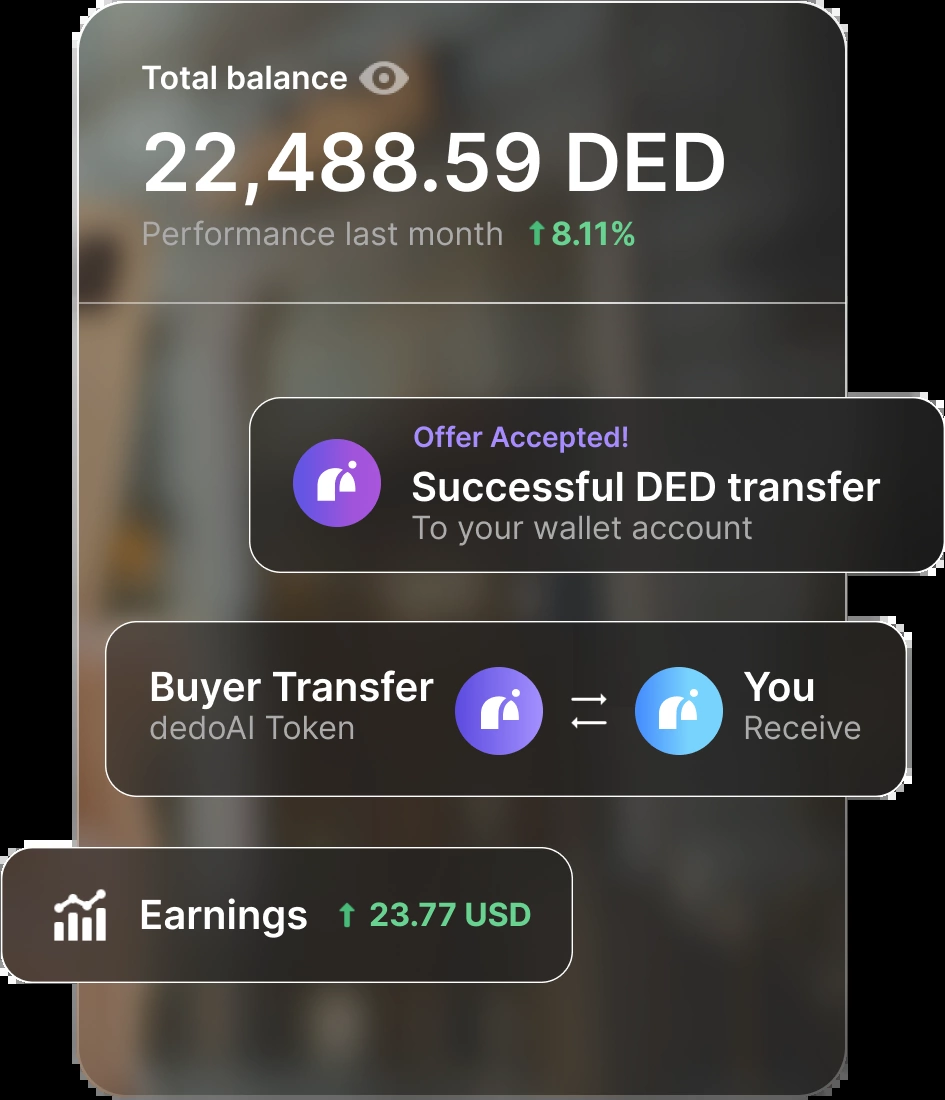 Total balance
22,488.59 DED
Performance last month ↑8.11%
Offer Accepted!
Successful DED transfer
To your wallet account
Buyer Transfer
dedoAI Token
You
Receive
Earnings ↑ 23.77 USD